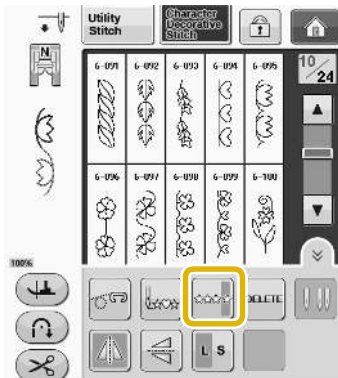 Utility
Stitch
Character
Decorative
Stitch
N
6-091 6-092 6-093 6-094 6-095
10/24
6-096 6-097 6-098 6-099 6-100
100%
DELETE
L S